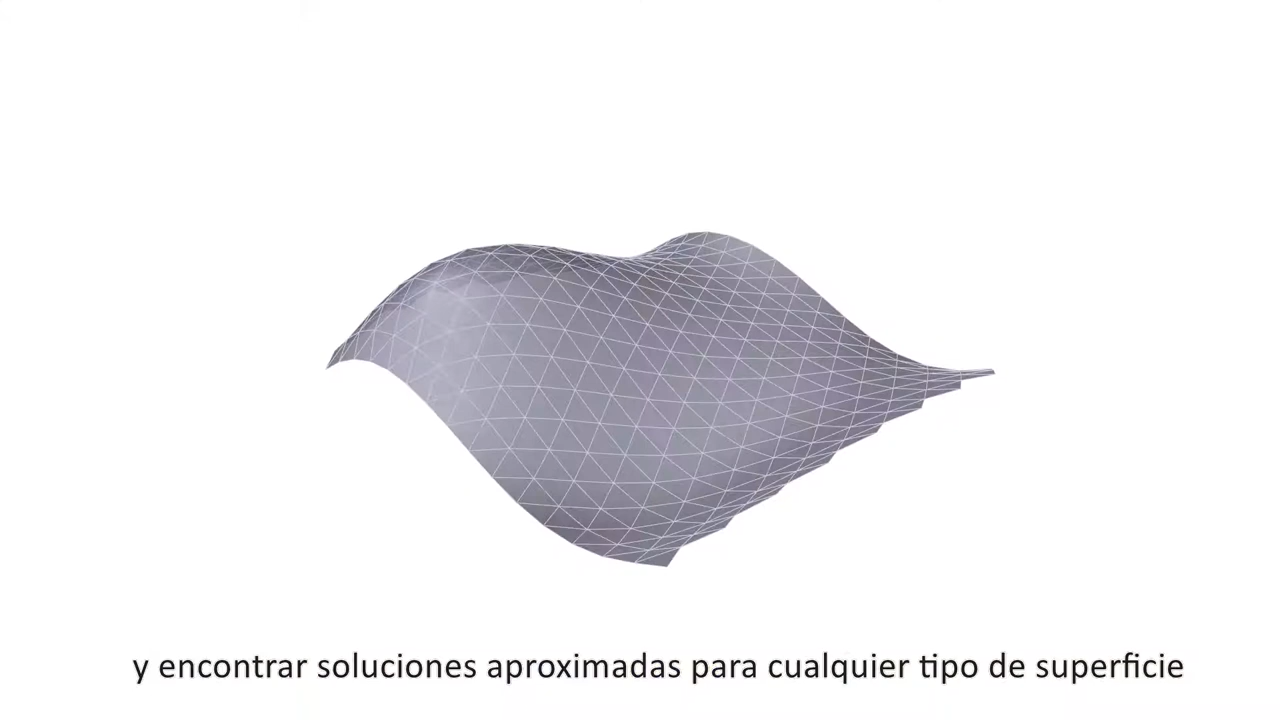 y encontrar soluciones aproximadas para cualquier tipo de superficie